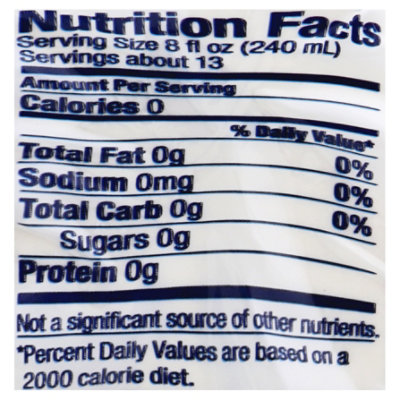 Nutrition Facts
Serving Size 8 fl oz (240 mL)
Servings about 13
Amount Per Serving
Calories 0
% Daily Value*
Total Fat 0g 0%
Sodium 0mg 0%
Total Carb 0g 0%
Sugars 0g
Protein 0g
Not a significant source of other nutrients.
*Percent Daily Values are based on a
2000 calorie diet.